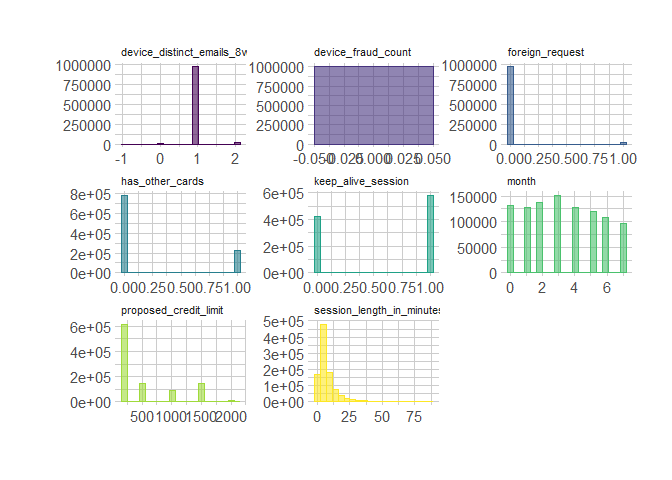 device_distinct_emails_8w device_fraud_count foreign_request
1000000 1000000 1000000
750000 750000 750000
500000 500000 500000
250000 250000 250000
0 0 0
-1 0 1 2 -0.050 -0.025 0.000 0.025 0.050 0.00 0.25 0.50 0.75 1.00
has_other_cards keep_alive_session month
8e+05 6e+05 150000
6e+05 4e+05 100000
4e+05 2e+05 50000
2e+05 0e+00 0
0e+00
0.00 0.25 0.50 0.75 1.00 0.00 0.25 0.50 0.75 1.00 0 2 4 6
proposed_credit_limit session_length_in_minutes
6e+05 5e+05
4e+05 4e+05
2e+05 3e+05
0e+00 2e+05
1e+05
0e+00
500 1000 1500 2000 0 25 50 75